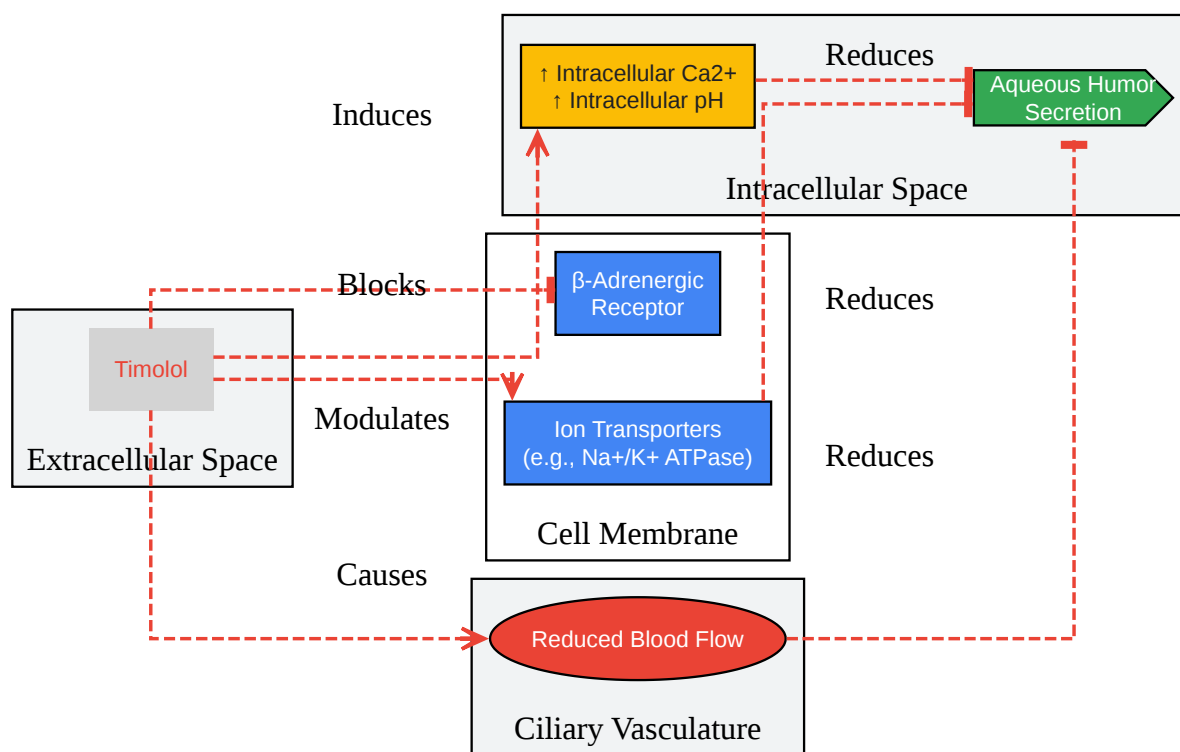 Reduces
↑ Intracellular Ca2+
↑ Intracellular pH
Aqueous Humor
Secretion
Induces
Intracellular Space
Blocks
β-Adrenergic
Receptor
Reduces
Timolol
Modulates
Extracellular Space
Ion Transporters
(e.g., Na+/K+ ATPase)
Reduces
Cell Membrane
Causes
Reduced Blood Flow
Ciliary Vasculature